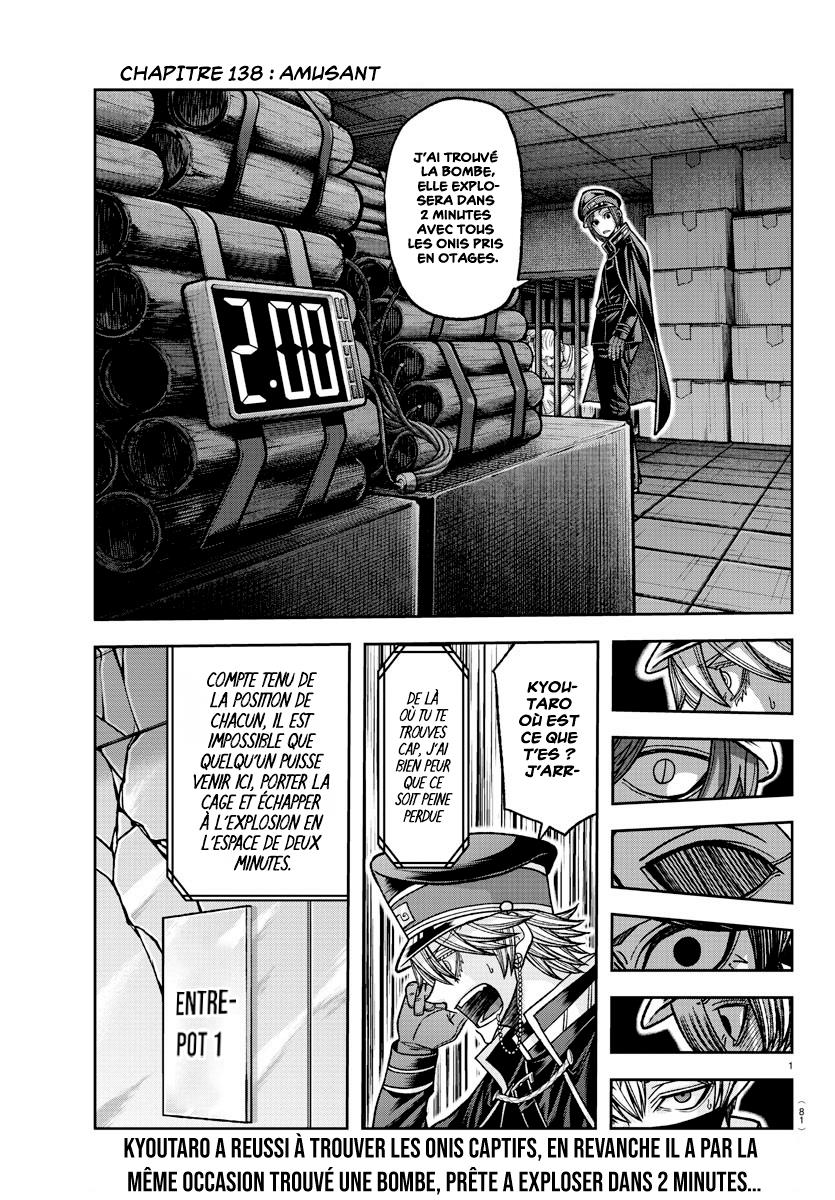 CHAPITRE 138 : AMUSANT
J'AI TROUVÉ
LA BOMBE,
ELLE EXPLO-
SERA DANS
2 MINUTES
AVEC TOUS
LES ONIS PRIS
EN OTAGES.
2.00
KYOU-
TARO
OÙ EST
CE QUE
T'ES ?
J'ARR-
DE LÀ
OÙ TU TE
TROUVES
CAP, J'AI
BIEN PEUR
QUE CE
SOIT PEINE
PERDUE
COMPTE TENU DE
LA POSITION DE
CHACUN, IL EST
IMPOSSIBLE QUE
QUELQU'UN PUISSE
VENIR ICI, PORTER LA
CAGE ET ÉCHAPPER
À L'EXPLOSION EN
L'ESPACE DE DEUX
MINUTES.
ENTRE-
POT 1
1
(81)
KYOUTARO A REUSSI À TROUVER LES ONIS CAPTIFS, EN REVANCHE IL A PAR LA
MÊME OCCASION TROUVÉ UNE BOMBE, PRÊTE A EXPLOSER DANS 2 MINUTES...